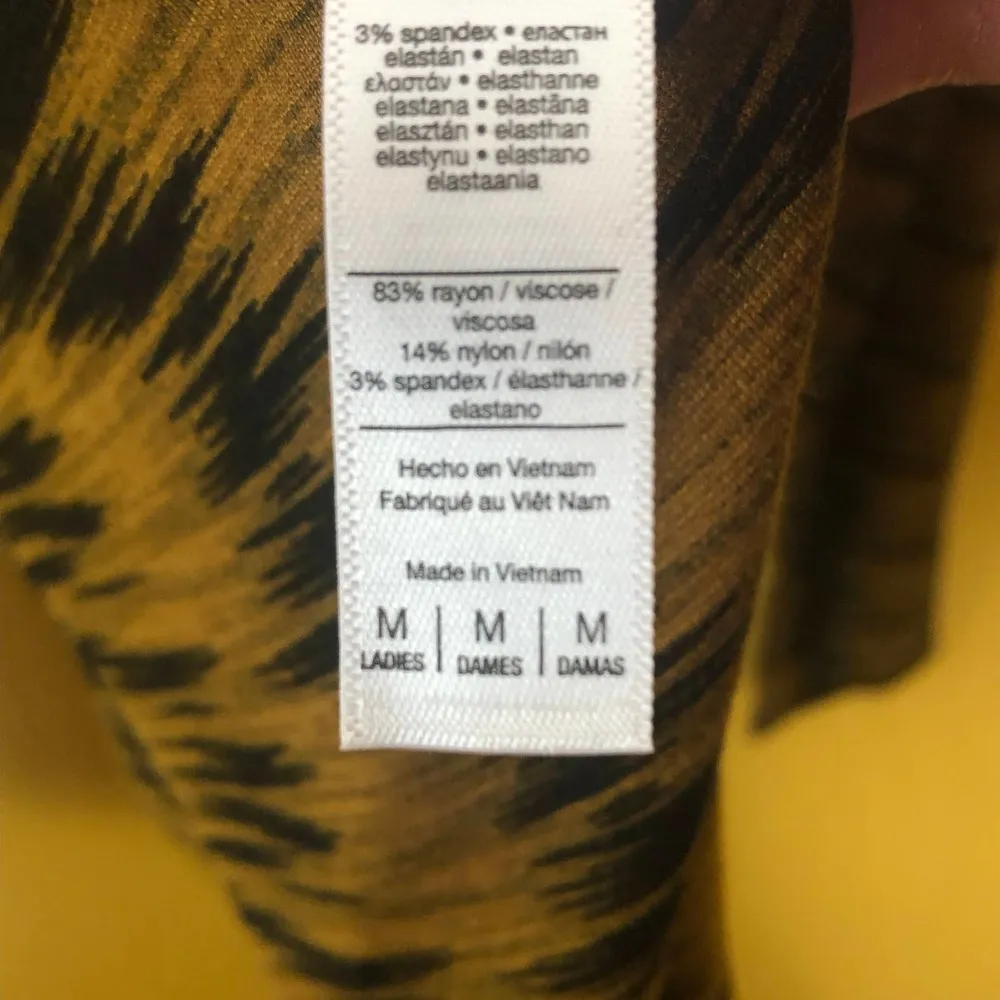 3% spandex • еластан
elastán • elastan
ελαστάν • elasthanne
elastana • elastāna
elasztán • elasthan
elastynu • elastano
elastaania
83% rayon / viscose /
viscosa
14% nylon / nilón
3% spandex / élasthanne /
elastano
Hecho en Vietnam
Fabriqué au Viêt Nam
Made in Vietnam
M | M | M
LADIES | DAMES | DAMAS